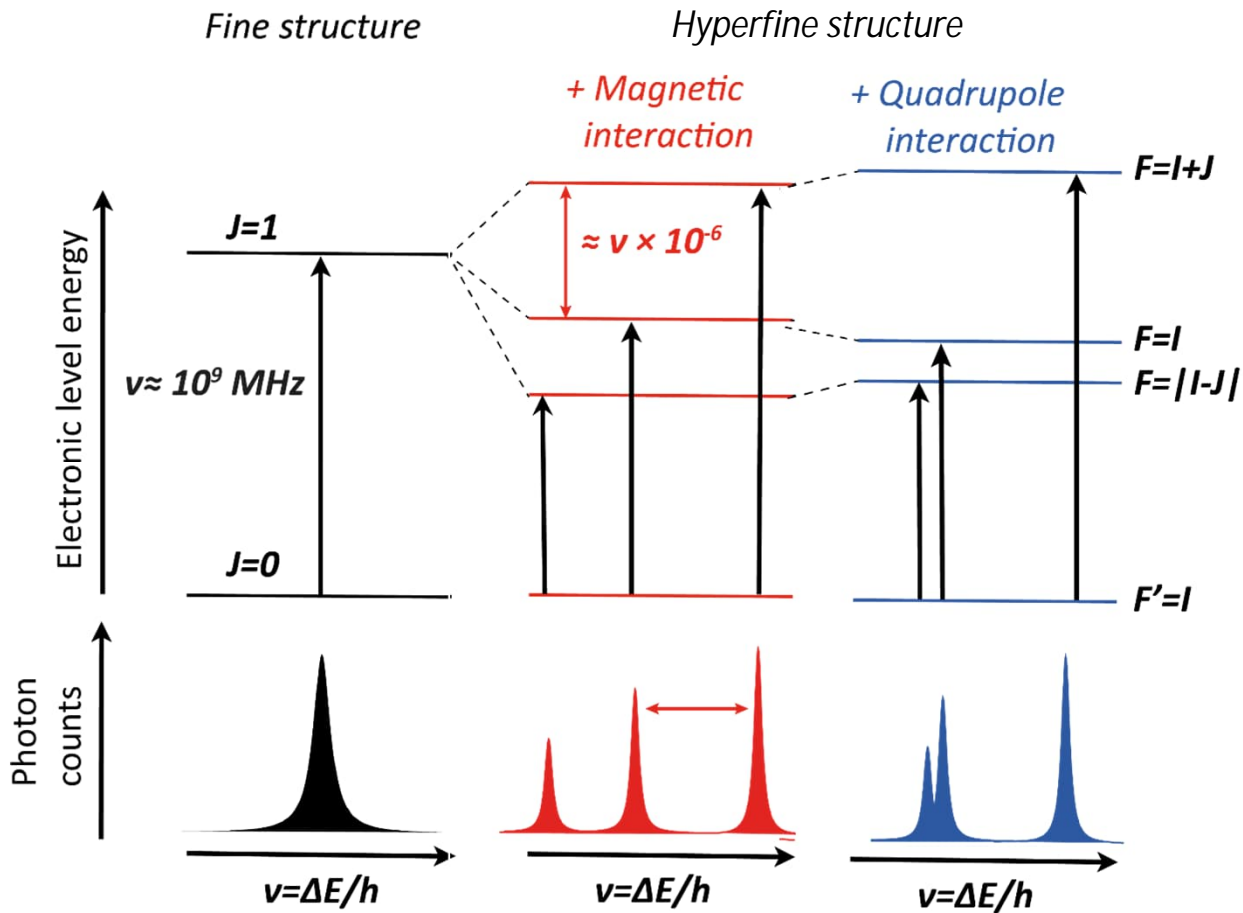 Fine structure
Hyperfine structure
+ Magnetic
interaction
+ Quadrupole
interaction
Electronic level energy
J=1
ν≈ 10⁹ MHz
J=0
≈ ν × 10⁻⁶
F=I+J
F=I
F=|I-J|
F'=I
Photon
counts
ν=ΔE/h
ν=ΔE/h
ν=ΔE/h